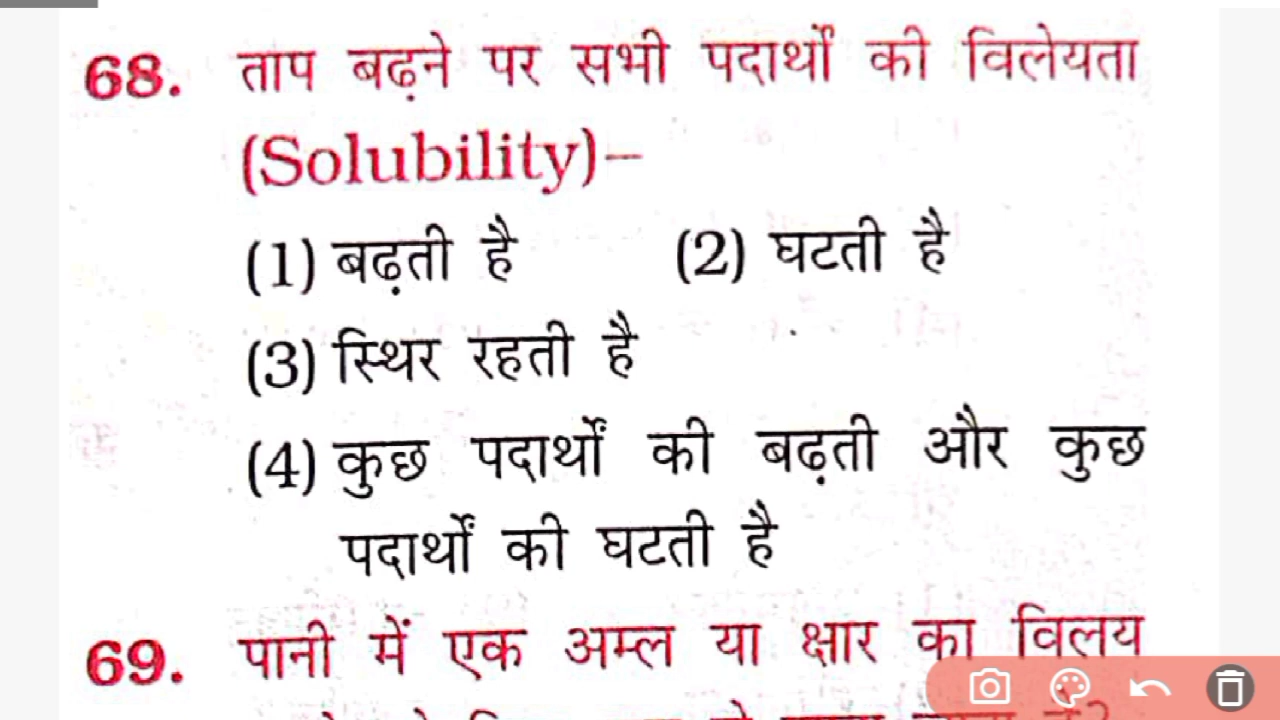 68. ताप बढ़ने पर सभी पदार्थों की विलेयता
(Solubility)–
(1) बढ़ती है (2) घटती है
(3) स्थिर रहती है
(4) कुछ पदार्थों की बढ़ती और कुछ
पदार्थों की घटती है
69. पानी में एक अम्ल या क्षार का विलय